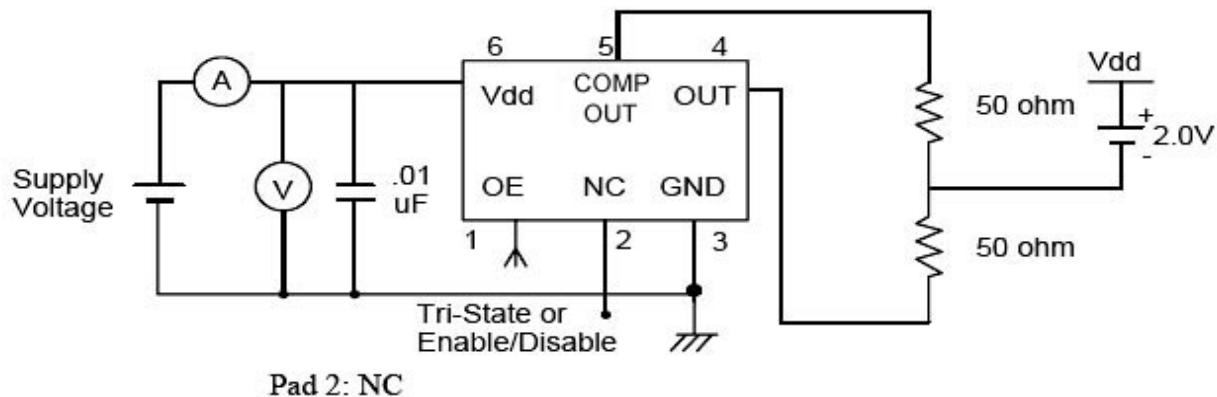 6
5
4
Vdd
COMP
OUT
OUT
Vdd
A
50 ohm
+
2.0V
-
Supply
Voltage
V
.01
uF
OE
NC
GND
1
2
3
50 ohm
Tri-State or
Enable/Disable
Pad 2: NC